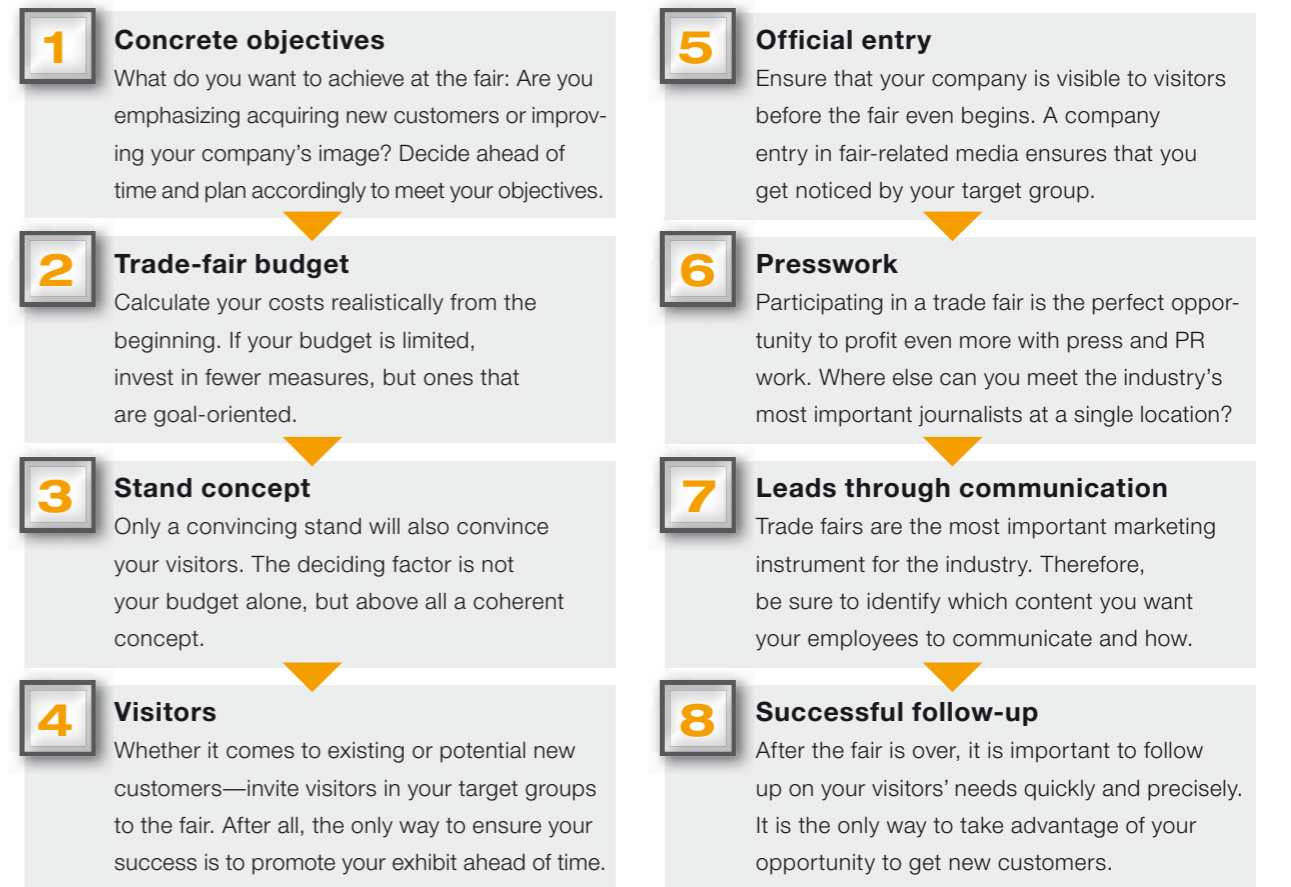 1
Concrete objectives
What do you want to achieve at the fair: Are you
emphasizing acquiring new customers or improv-
ing your company’s image? Decide ahead of
time and plan accordingly to meet your objectives.
2
Trade-fair budget
Calculate your costs realistically from the
beginning. If your budget is limited,
invest in fewer measures, but ones that
are goal-oriented.
3
Stand concept
Only a convincing stand will also convince
your visitors. The deciding factor is not
your budget alone, but above all a coherent
concept.
4
Visitors
Whether it comes to existing or potential new
customers—invite visitors in your target groups
to the fair. After all, the only way to ensure your
success is to promote your exhibit ahead of time.
5
Official entry
Ensure that your company is visible to visitors
before the fair even begins. A company
entry in fair-related media ensures that you
get noticed by your target group.
6
Presswork
Participating in a trade fair is the perfect oppor-
tunity to profit even more with press and PR
work. Where else can you meet the industry’s
most important journalists at a single location?
7
Leads through communication
Trade fairs are the most important marketing
instrument for the industry. Therefore,
be sure to identify which content you want
your employees to communicate and how.
8
Successful follow-up
After the fair is over, it is important to follow
up on your visitors’ needs quickly and precisely.
It is the only way to take advantage of your
opportunity to get new customers.